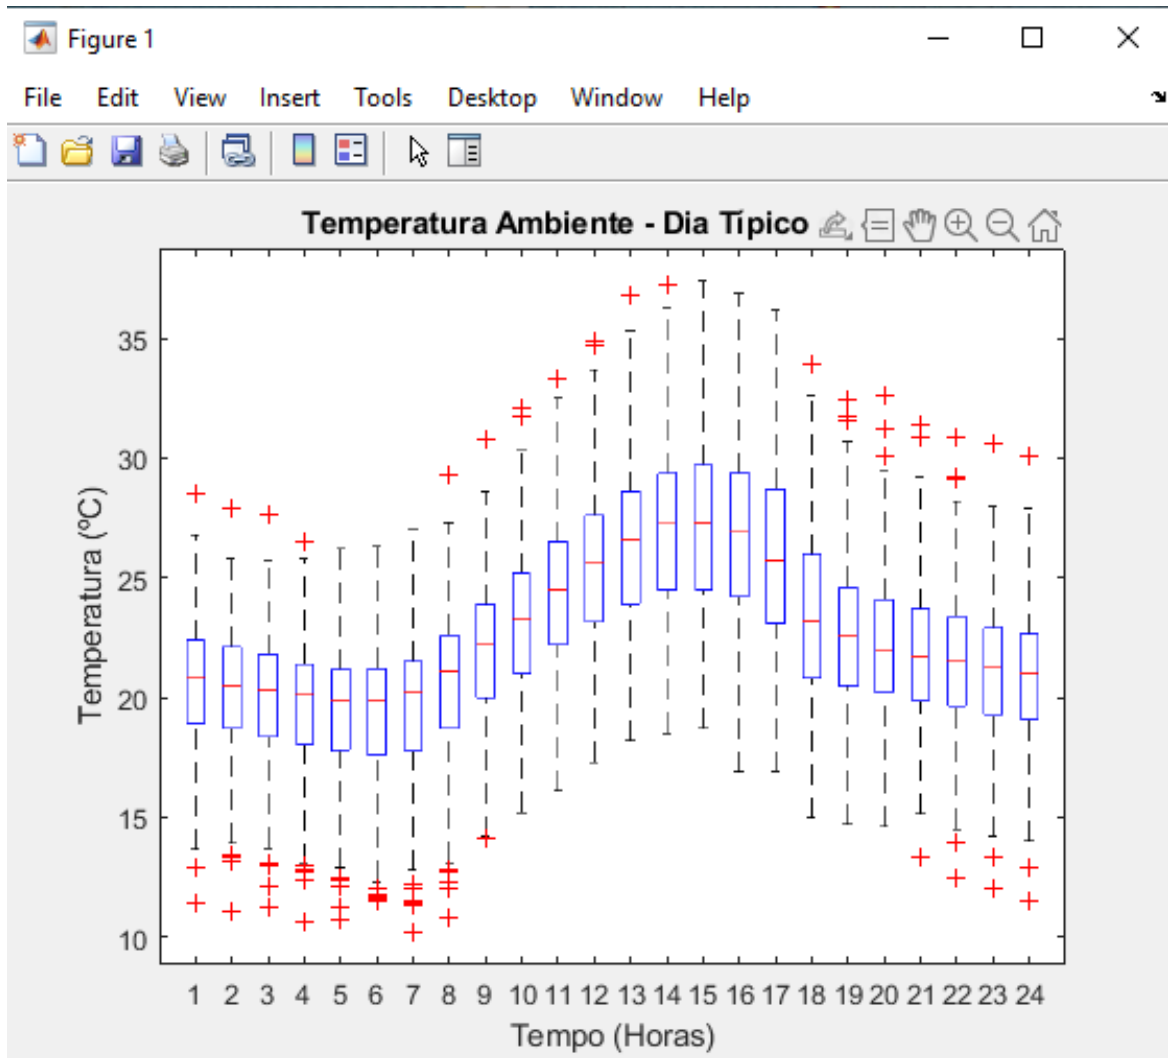 Figure 1
File Edit View Insert Tools Desktop Window Help
Temperatura Ambiente - Dia Típico
Temperatura (ºC)
35
30
25
20
15
10
1 2 3 4 5 6 7 8 9 10 11 12 13 14 15 16 17 18 19 20 21 22 23 24
Tempo (Horas)